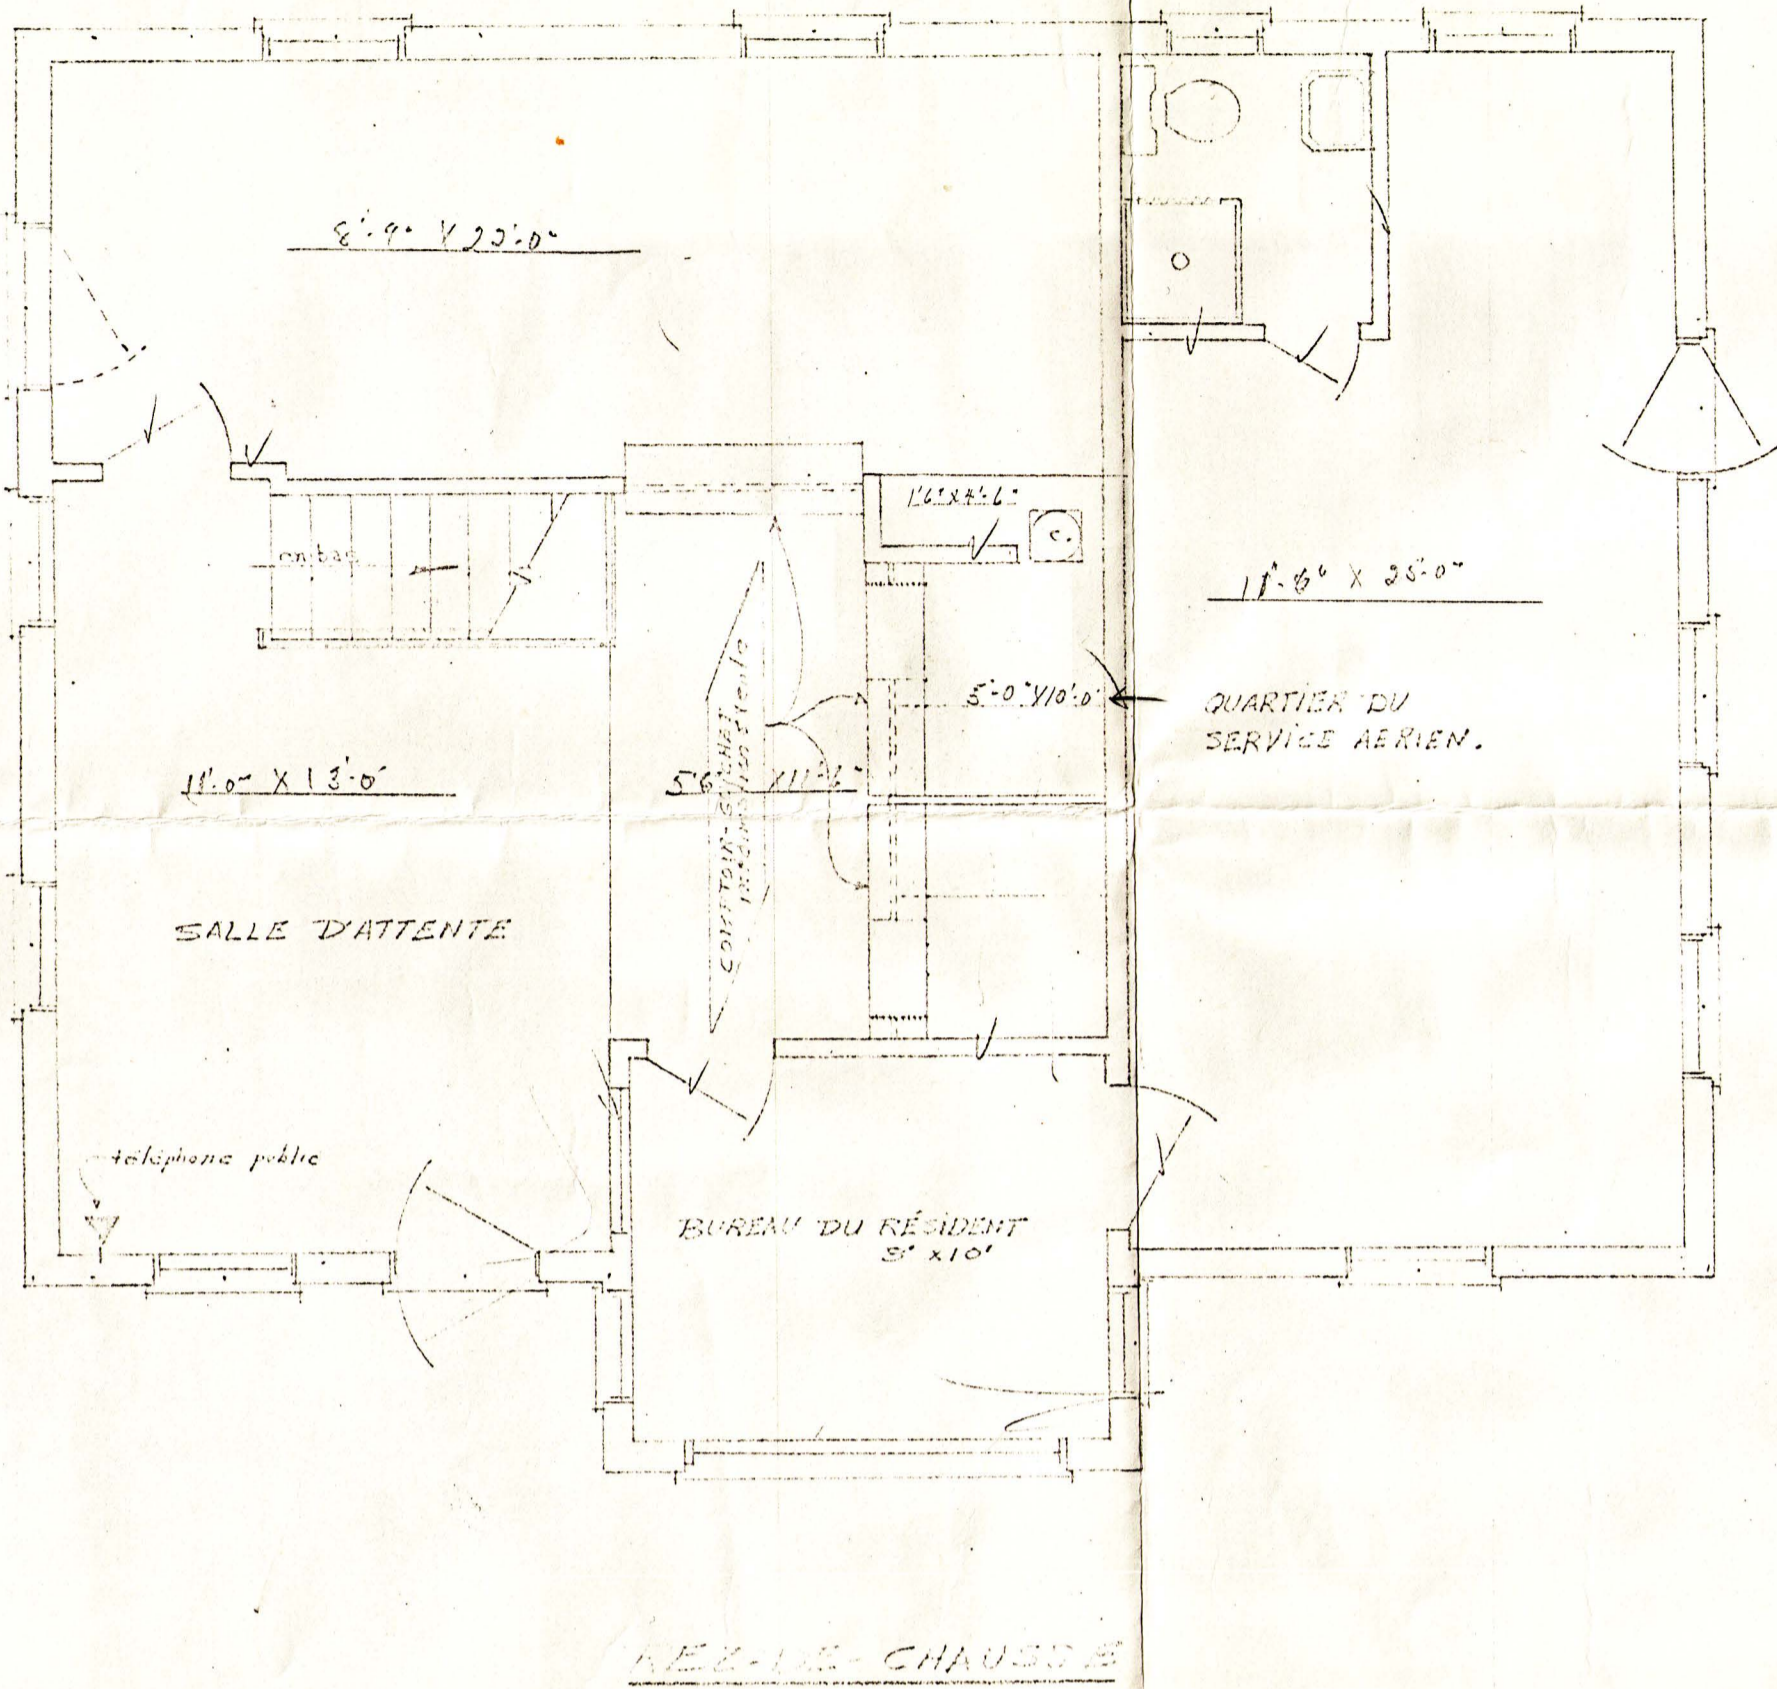 8'-9" X 22'-0"
1'6" X 4'-6"
C.
en bas
11'-6" X 25'-0"
5'-0" X 10'-0"
QUARTIER DU
SERVICE AERIEN.
11'-0" X 13'-0"
5'6" X 11'-6"
COMPTOIR
SALLE D'ATTENTE
téléphone public
BUREAU DU RÉSIDENT
8' X 10'
REZ-DE-CHAUSSÉE